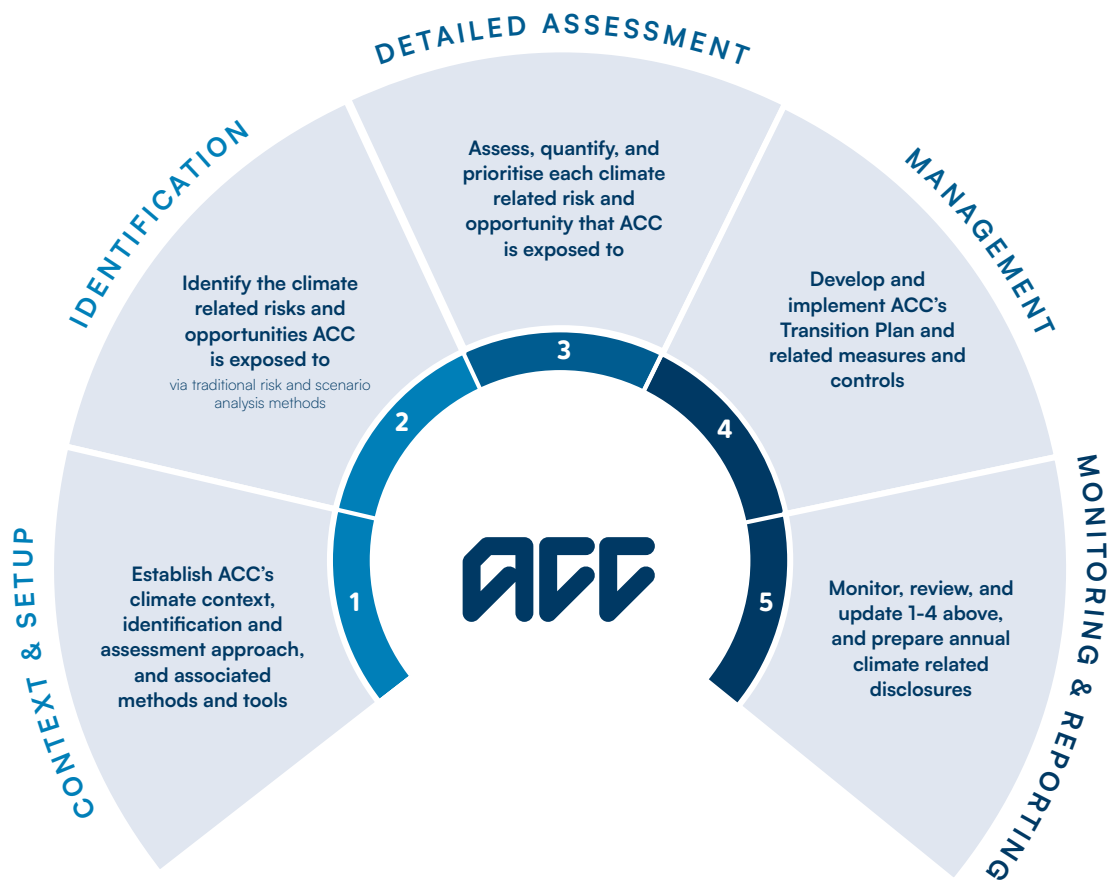 DETAILED ASSESSMENT
Assess, quantify, and
prioritise each climate
related risk and
opportunity that ACC
is exposed to
IDENTIFICATION
Identify the climate
related risks and
opportunities ACC
is exposed to
via traditional risk and scenario
analysis methods
MANAGEMENT
Develop and
implement ACC’s
Transition Plan and
related measures and
controls
3
2
4
CONTEXT & SETUP
Establish ACC’s
climate context,
identification and
assessment approach,
and associated
methods and tools
1
acc
5
MONITORING & REPORTING
Monitor, review, and
update 1-4 above,
and prepare annual
climate related
disclosures